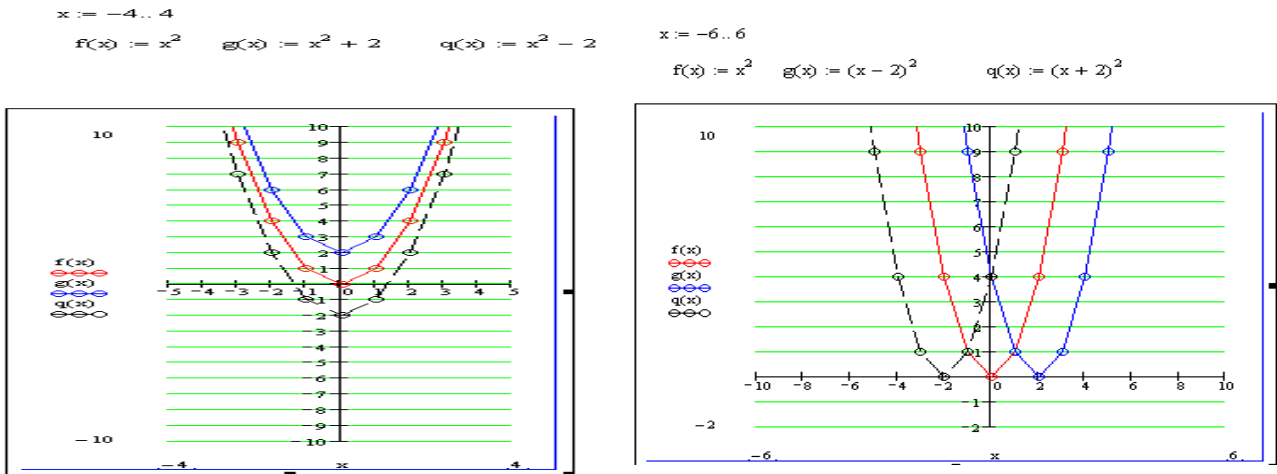 x := −4.. 4
f(x) := x² g(x) := x² + 2 q(x) := x² − 2
10
10
9
8
7
6
5
4
3
2
1
f(x)
g(x)
q(x)
−5 −4 −3 −2 −1 0 1 2 3 4 5
−1
−2
−3
−4
−5
−6
−7
−8
−9
−10
−10
−4 x 4
x := −6.. 6
f(x) := x² g(x) := (x − 2)² q(x) := (x + 2)²
10
10
9
8
7
6
5
4
3
2
1
f(x)
g(x)
q(x)
−10 −8 −6 −4 −2 0 2 4 6 8 10
−1
−2
−2
−6 x 6